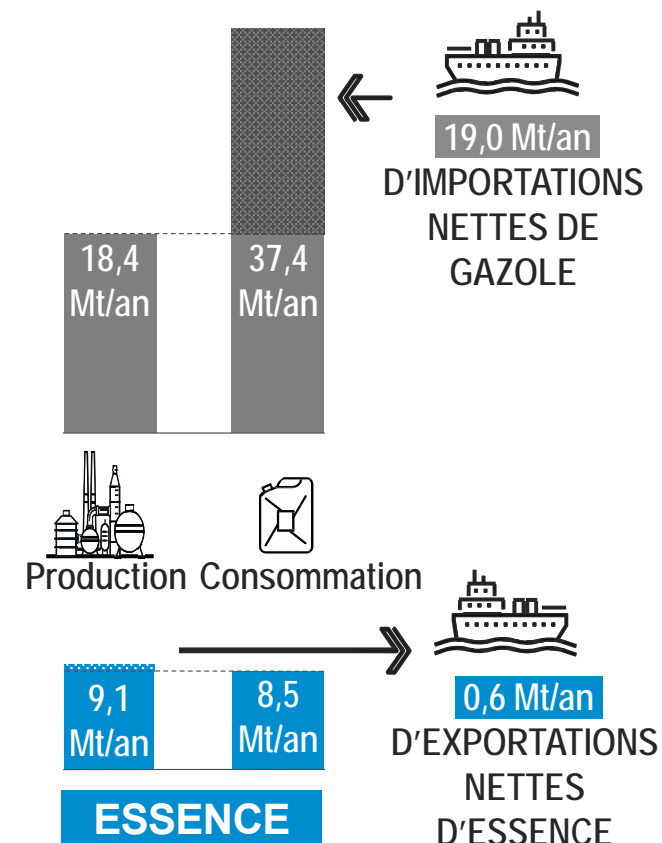 19,0 Mt/an
D'IMPORTATIONS
NETTES DE
GAZOLE
18,4
Mt/an
37,4
Mt/an
Production Consommation
9,1
Mt/an
8,5
Mt/an
0,6 Mt/an
D'EXPORTATIONS
NETTES
D'ESSENCE
ESSENCE